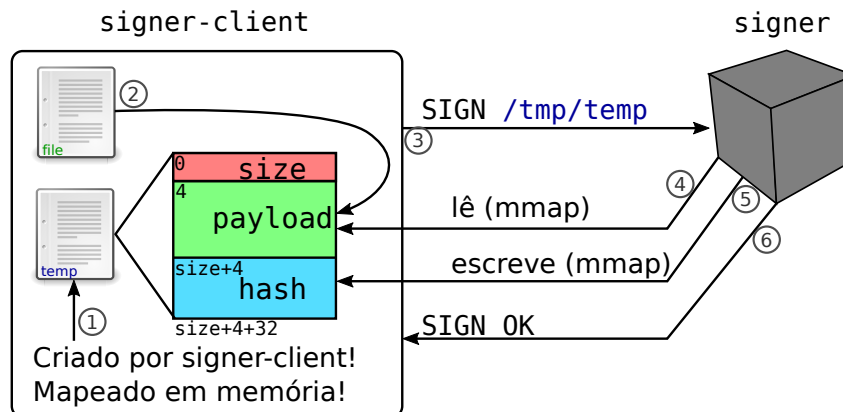 signer-client
signer
②
file
SIGN /tmp/temp
③
0
size
4
payload
④
⑤
lê (mmap)
⑥
temp
size+4
hash
escreve (mmap)
①
size+4+32
SIGN OK
Criado por signer-client!
Mapeado em memória!